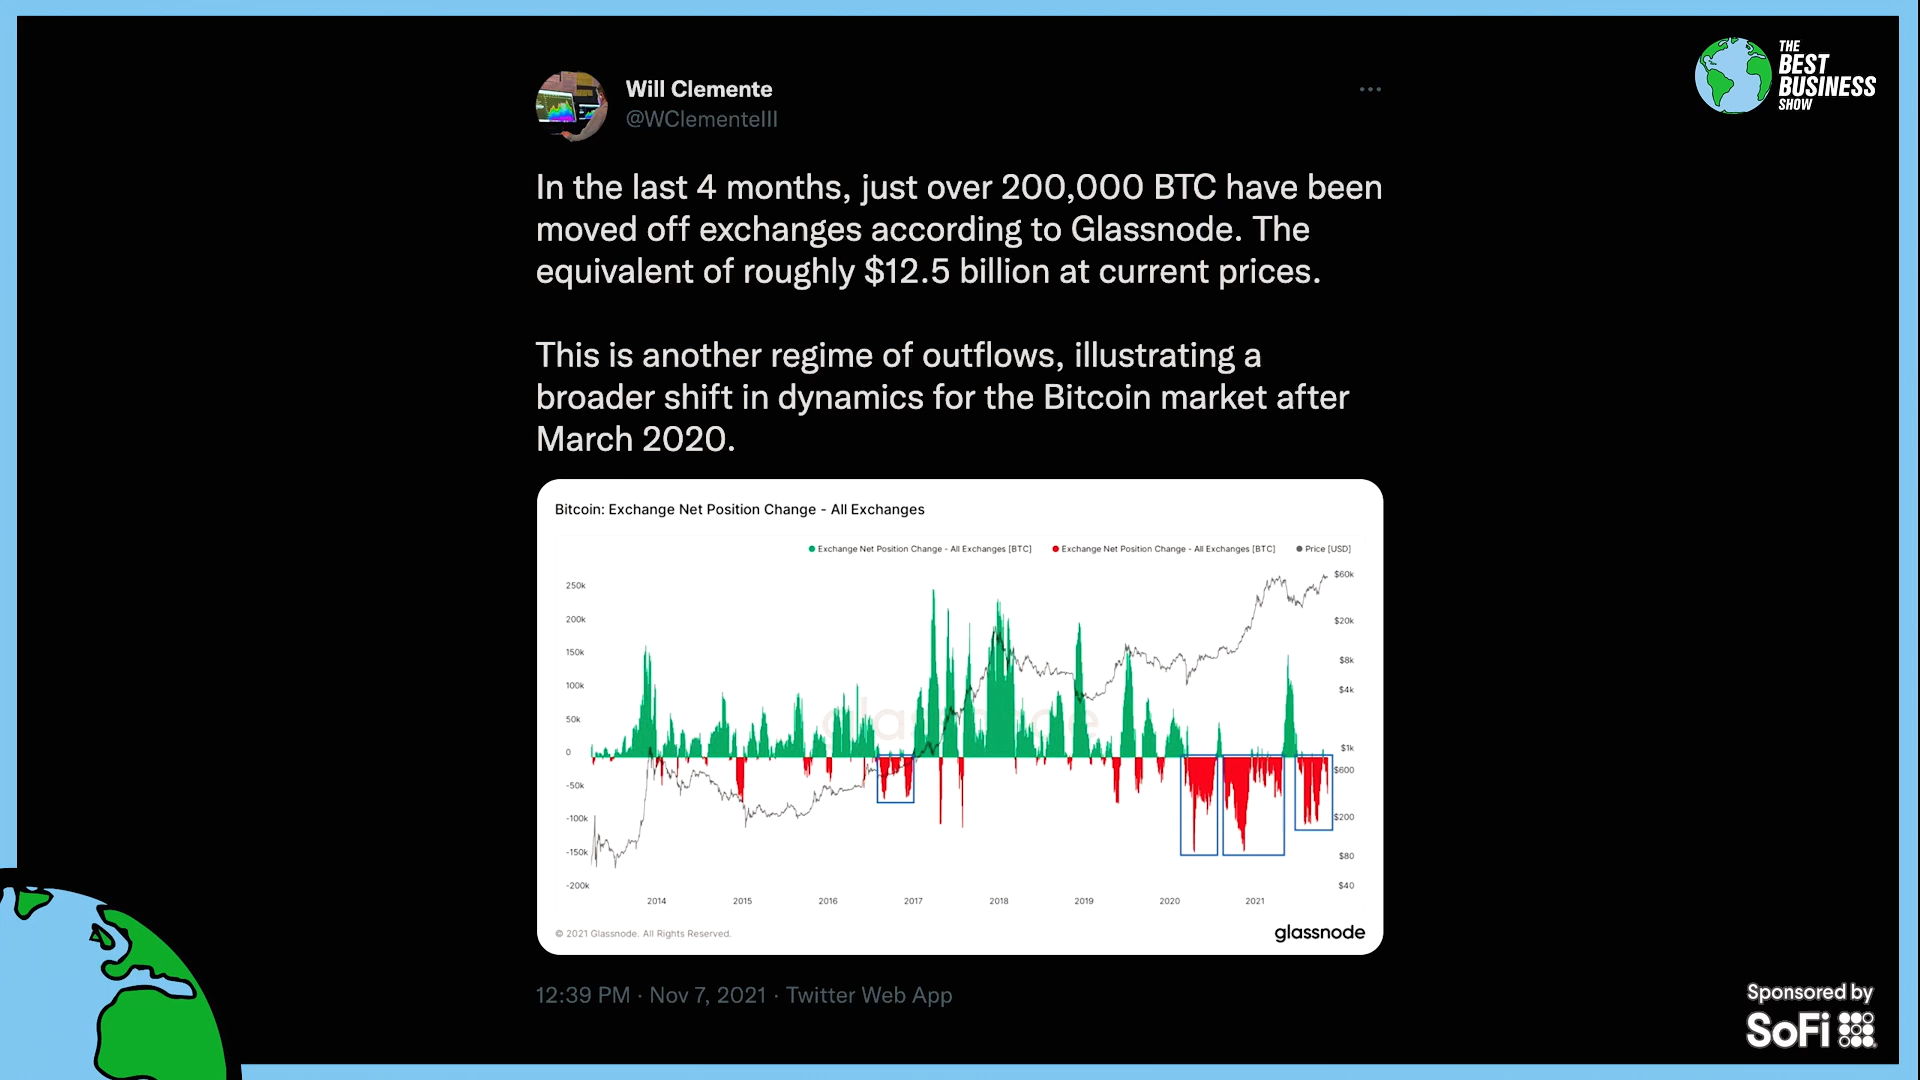 THE
BEST
BUSINESS
SHOW
Will Clemente
@WClementeIII
In the last 4 months, just over 200,000 BTC have been
moved off exchanges according to Glassnode. The
equivalent of roughly $12.5 billion at current prices.
This is another regime of outflows, illustrating a
broader shift in dynamics for the Bitcoin market after
March 2020.
Bitcoin: Exchange Net Position Change - All Exchanges
Exchange Net Position Change - All Exchanges [BTC] Exchange Net Position Change - All Exchanges [BTC] Price [USD]
250k
200k
150k
100k
50k
0
-50k
-100k
-150k
-200k
$60k
$20k
$8k
$4k
$1k
$600
$200
$80
$40
glassnode
2014 2015 2016 2017 2018 2019 2020 2021
© 2021 Glassnode. All Rights Reserved.
glassnode
12:39 PM · Nov 7, 2021 · Twitter Web App
Sponsored by
SoFi